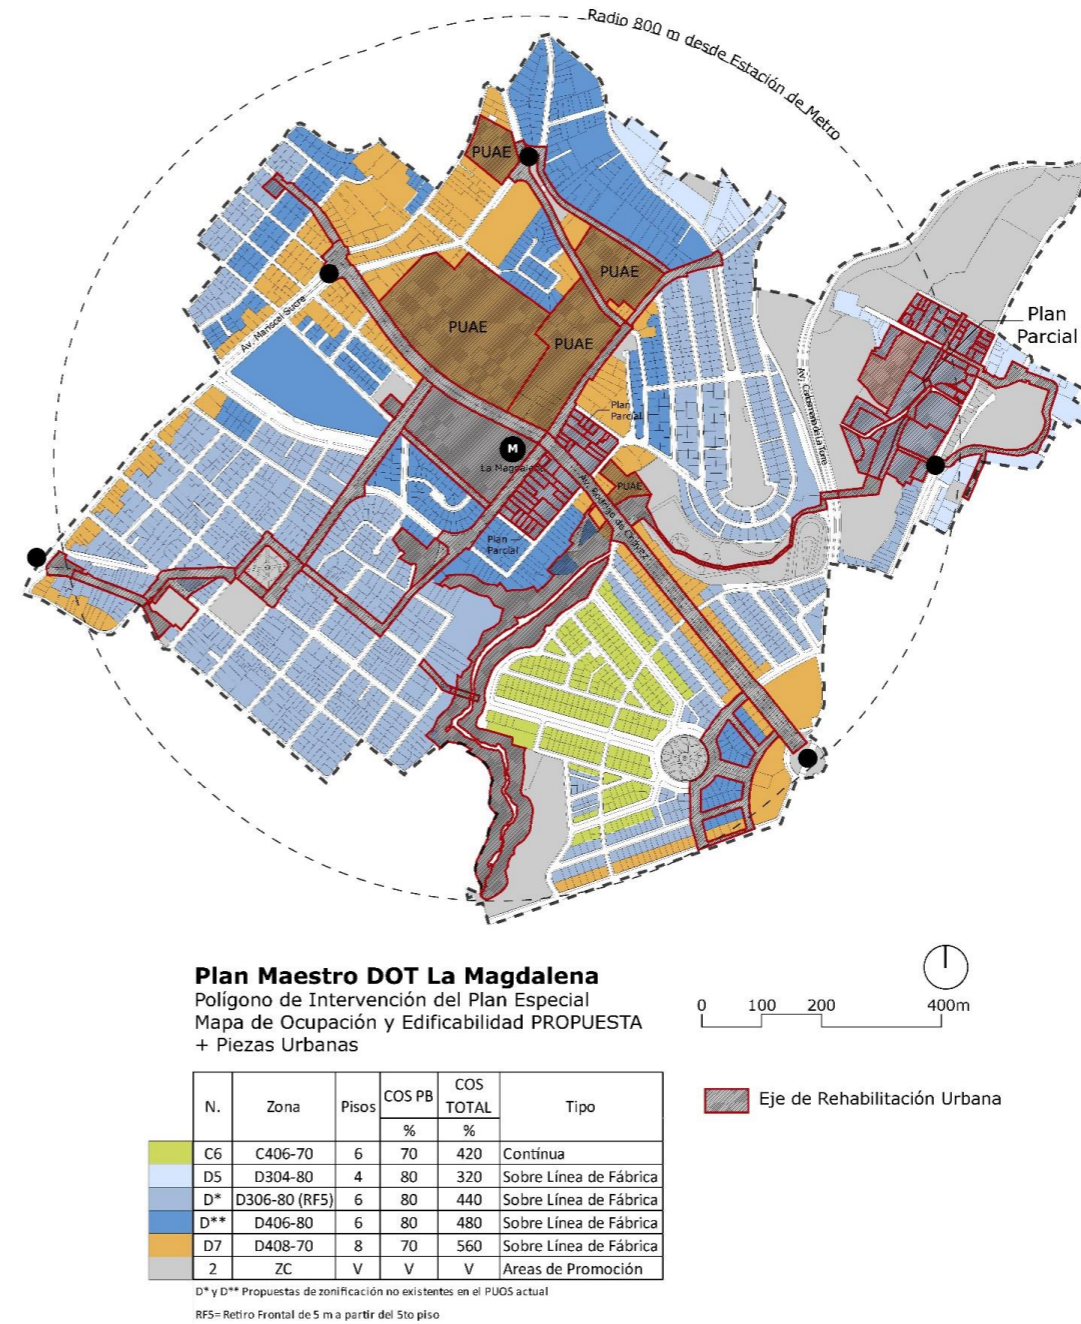 Radio 800 m desde Estación de Metro
PUAE
PUAE
PUAE
PUAE
Av. Mariscal Sucre
Plan
Parcial
Plan
Parcial
M
La Magdalena
PUAE
Av. Rodrigo de Chávez
Plan
Parcial
Plan Maestro DOT La Magdalena
Polígono de Intervención del Plan Especial
Mapa de Ocupación y Edificabilidad PROPUESTA
+ Piezas Urbanas
0 100 200 400m
N. Zona Pisos COS PB COS TOTAL Tipo
% %
C6 C406-70 6 70 420 Contínua
D5 D304-80 4 80 320 Sobre Línea de Fábrica
D* D306-80 (RF5) 6 80 440 Sobre Línea de Fábrica
D** D406-80 6 80 480 Sobre Línea de Fábrica
D7 D408-70 8 70 560 Sobre Línea de Fábrica
2 ZC V V V Areas de Promoción
D* y D** Propuestas de zonificación no existentes en el PUOS actual
RF5= Retiro Frontal de 5 m a partir del 5to piso
Eje de Rehabilitación Urbana